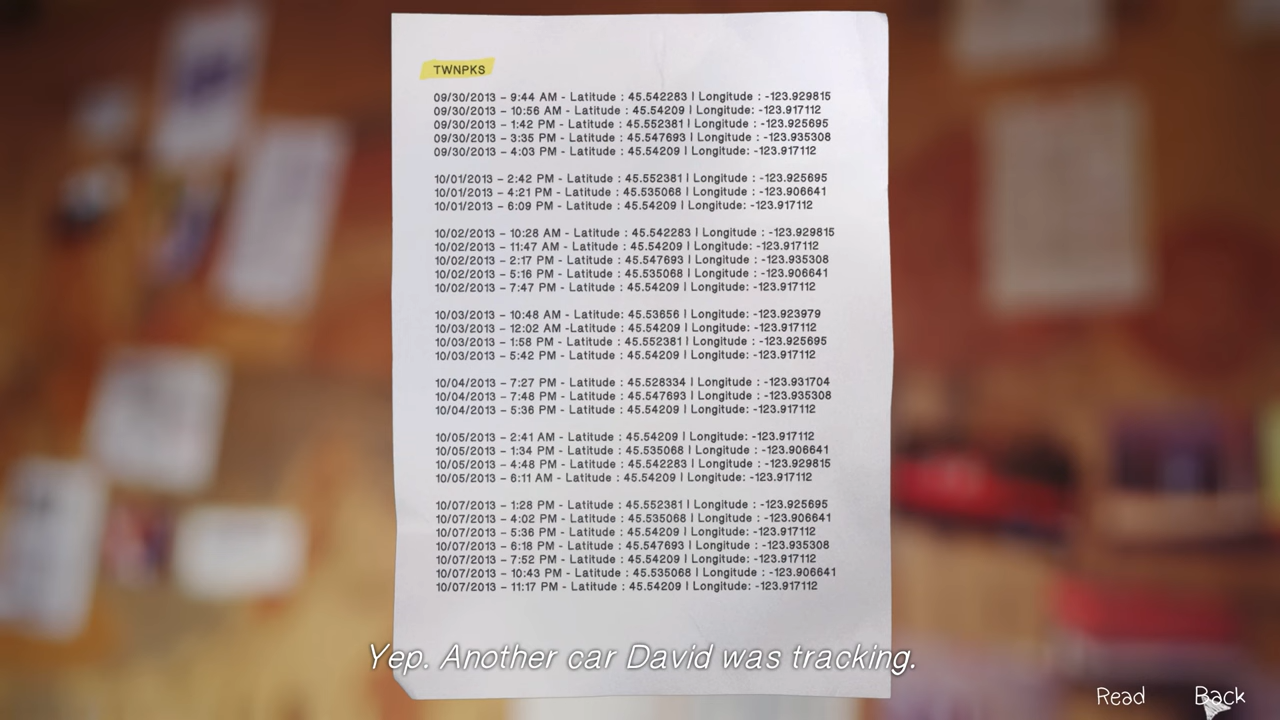 TWNPKS
09/30/2013 – 9:44 AM - Latitude : 45.542283 | Longitude : -123.929815
09/30/2013 – 10:56 AM - Latitude : 45.54209 | Longitude: -123.917112
09/30/2013 – 1:42 PM - Latitude : 45.552381 | Longitude : -123.925695
09/30/2013 – 3:35 PM - Latitude : 45.547693 | Longitude : -123.935308
09/30/2013 – 4:03 PM - Latitude : 45.54209 | Longitude: -123.917112
10/01/2013 – 2:42 PM - Latitude : 45.552381 | Longitude : -123.925695
10/01/2013 – 4:21 PM - Latitude : 45.535068 | Longitude : -123.906641
10/01/2013 – 6:09 PM - Latitude : 45.54209 | Longitude: -123.917112
10/02/2013 – 10:28 AM - Latitude : 45.542283 | Longitude : -123.929815
10/02/2013 – 11:47 AM - Latitude : 45.54209 | Longitude: -123.917112
10/02/2013 – 2:17 PM - Latitude : 45.547693 | Longitude : -123.935308
10/02/2013 – 5:16 PM - Latitude : 45.535068 | Longitude : -123.906641
10/02/2013 – 7:47 PM - Latitude : 45.54209 | Longitude: -123.917112
10/03/2013 – 10:48 AM - Latitude: 45.53656 | Longitude : -123.923979
10/03/2013 – 12:02 AM -Latitude : 45.54209 | Longitude: -123.917112
10/03/2013 – 1:58 PM - Latitude : 45.552381 | Longitude : -123.925695
10/03/2013 – 5:42 PM - Latitude : 45.54209 | Longitude: -123.917112
10/04/2013 – 7:27 PM - Latitude : 45.528334 | Longitude : -123.931704
10/04/2013 – 7:48 PM - Latitude : 45.547693 | Longitude : -123.935308
10/04/2013 – 5:36 PM - Latitude : 45.54209 | Longitude: -123.917112
10/05/2013 – 2:41 AM - Latitude : 45.54209 | Longitude: -123.917112
10/05/2013 – 1:34 PM - Latitude : 45.535068 | Longitude : -123.906641
10/05/2013 – 4:48 PM - Latitude : 45.542283 | Longitude : -123.929815
10/05/2013 – 6:11 AM - Latitude : 45.54209 | Longitude: -123.917112
10/07/2013 – 1:28 PM - Latitude : 45.552381 | Longitude : -123.925695
10/07/2013 – 4:02 PM - Latitude : 45.535068 | Longitude : -123.906641
10/07/2013 – 5:36 PM - Latitude : 45.54209 | Longitude: -123.917112
10/07/2013 – 6:18 PM - Latitude : 45.547693 | Longitude : -123.935308
10/07/2013 – 7:52 PM - Latitude : 45.54209 | Longitude: -123.917112
10/07/2013 – 10:43 PM - Latitude : 45.535068 | Longitude : -123.906641
10/07/2013 – 11:17 PM - Latitude : 45.54209 | Longitude: -123.917112
Yep. Another car David was tracking.
Read Back